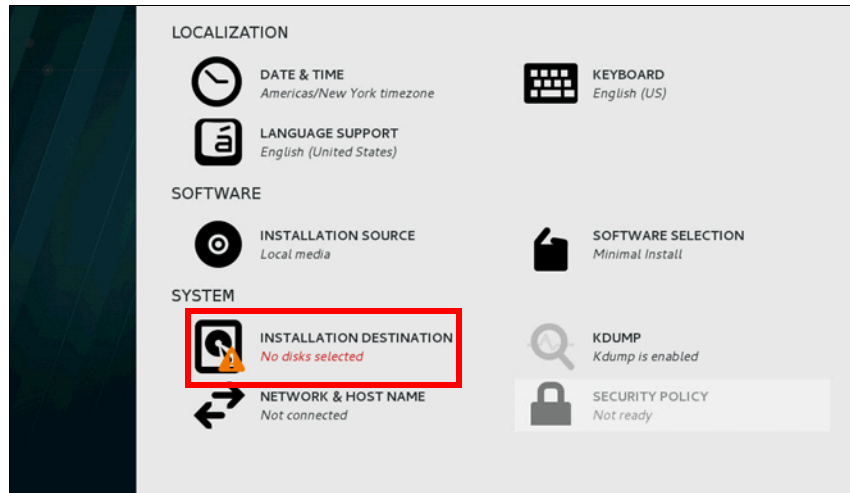 LOCALIZATION
DATE & TIME
Americas/New York timezone
KEYBOARD
English (US)
LANGUAGE SUPPORT
English (United States)
SOFTWARE
INSTALLATION SOURCE
Local media
SOFTWARE SELECTION
Minimal Install
SYSTEM
INSTALLATION DESTINATION
No disks selected
KDUMP
Kdump is enabled
NETWORK & HOST NAME
Not connected
SECURITY POLICY
Not ready